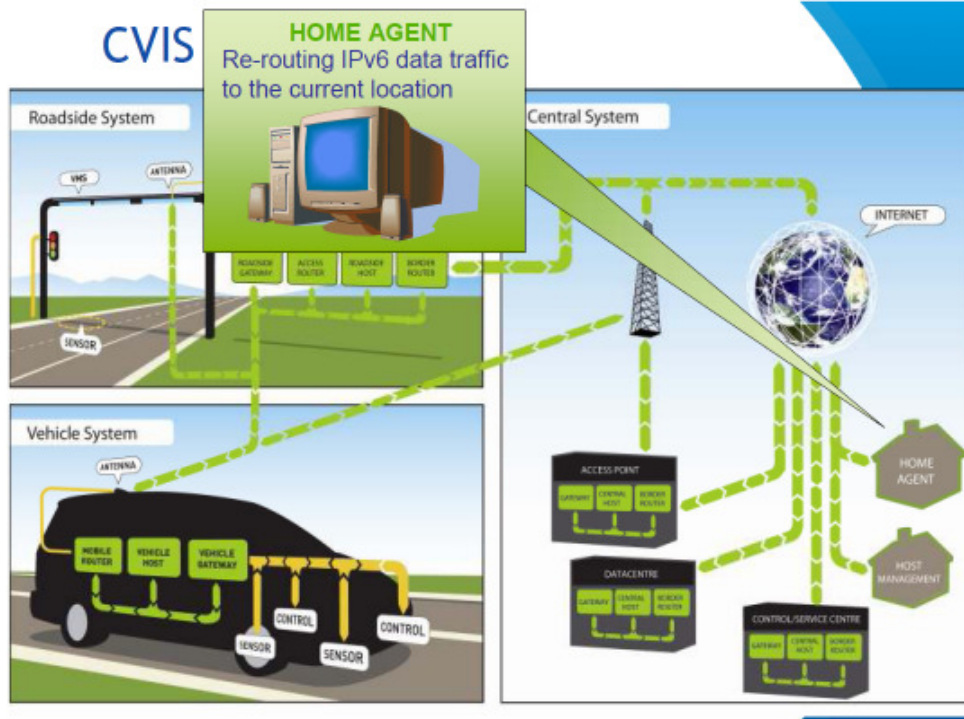 CVIS
HOME AGENT
Re-routing IPv6 data traffic
to the current location
Roadside System
VMS
ANTENNA
SENSOR
ROADSIDE
GATEWAY
ACCESS
ROUTER
ROADSIDE
HOST
BORDER
ROUTER
Central System
INTERNET
HOME
AGENT
HOST
MANAGEMENT
ACCESS POINT
GATEWAY
CENTRAL
HOST
BORDER
ROUTER
DATACENTRE
GATEWAY
CENTRAL
HOST
BORDER
ROUTER
CONTROL/SERVICE CENTRE
GATEWAY
CENTRAL
HOST
BORDER
ROUTER
Vehicle System
ANTENNA
MOBILE
ROUTER
VEHICLE
HOST
VEHICLE
GATEWAY
SENSOR
CONTROL
SENSOR
CONTROL